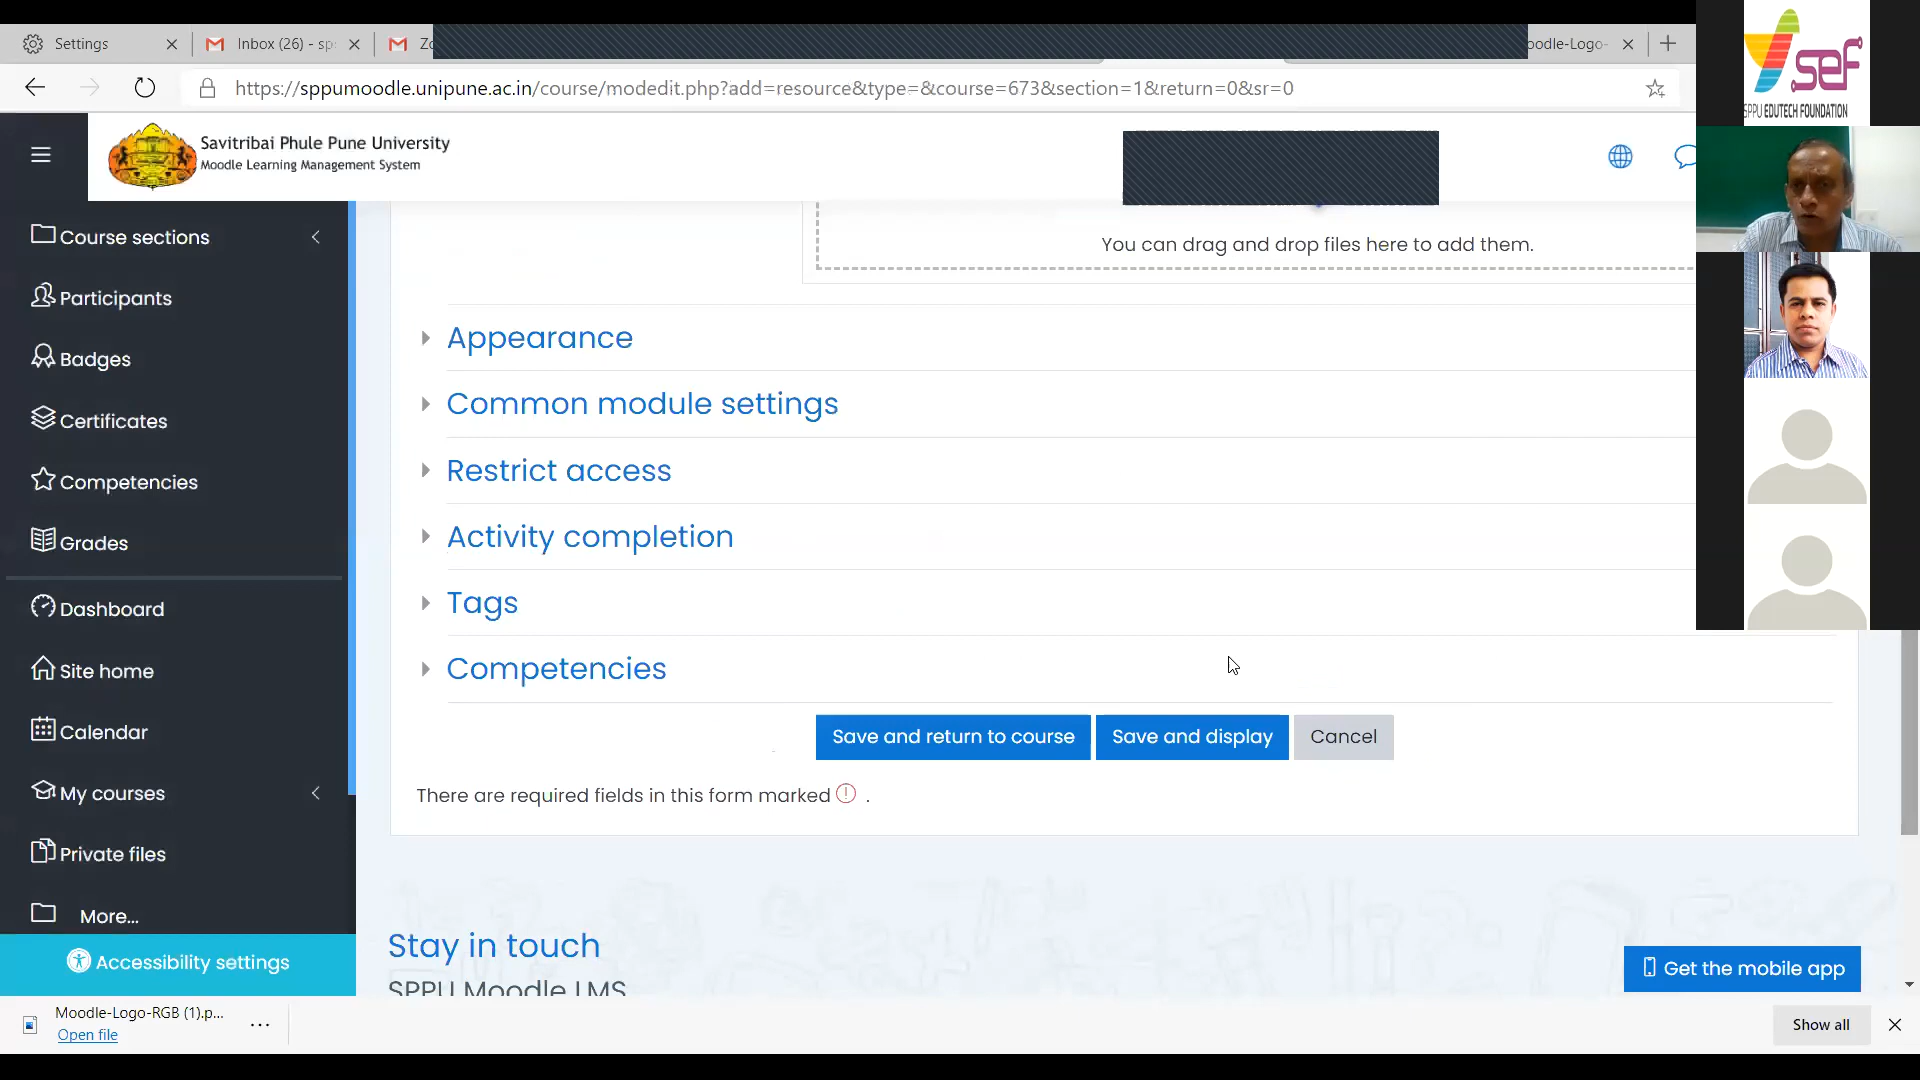 Settings
Inbox (26) - sp
Zo
oodle-Logo-
https://sppumoodle.unipune.ac.in/course/modedit.php?add=resource&type=&course=673&section=1&return=0&sr=0
sef
SPPU EDUTECH FOUNDATION
Savitribai Phule Pune University
Moodle Learning Management System
Course sections
Participants
Badges
Certificates
Competencies
Grades
Dashboard
Site home
Calendar
My courses
Private files
More...
Accessibility settings
You can drag and drop files here to add them.
Appearance
Common module settings
Restrict access
Activity completion
Tags
Competencies
Save and return to course
Save and display
Cancel
There are required fields in this form marked .
Stay in touch
SPPU Moodle LMS
Get the mobile app
Moodle-Logo-RGB (1).p...
Open file
Show all